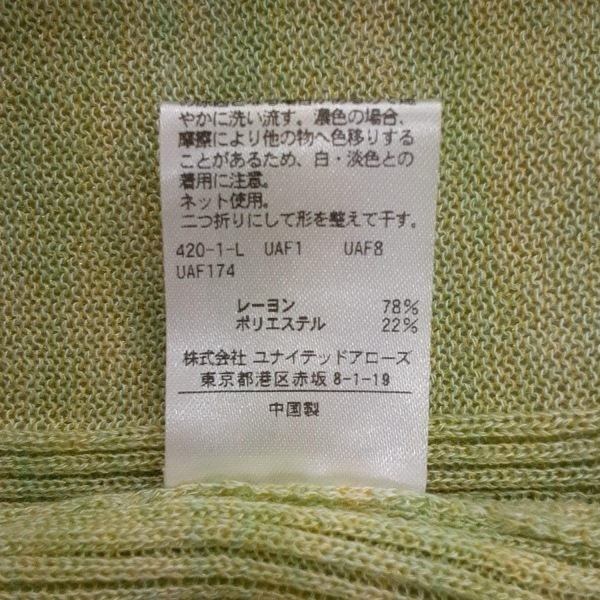 やかに洗い流す。濃色の場合、
摩擦により他の物へ色移りする
ことがあるため、白・淡色との
着用に注意。
ネット使用。
二つ折りにして形を整えて干す。
420-1-L UAF1 UAF8
UAF174
レーヨン 78%
ポリエステル 22%
株式会社 ユナイテッドアローズ
東京都港区赤坂 8-1-19
中国製